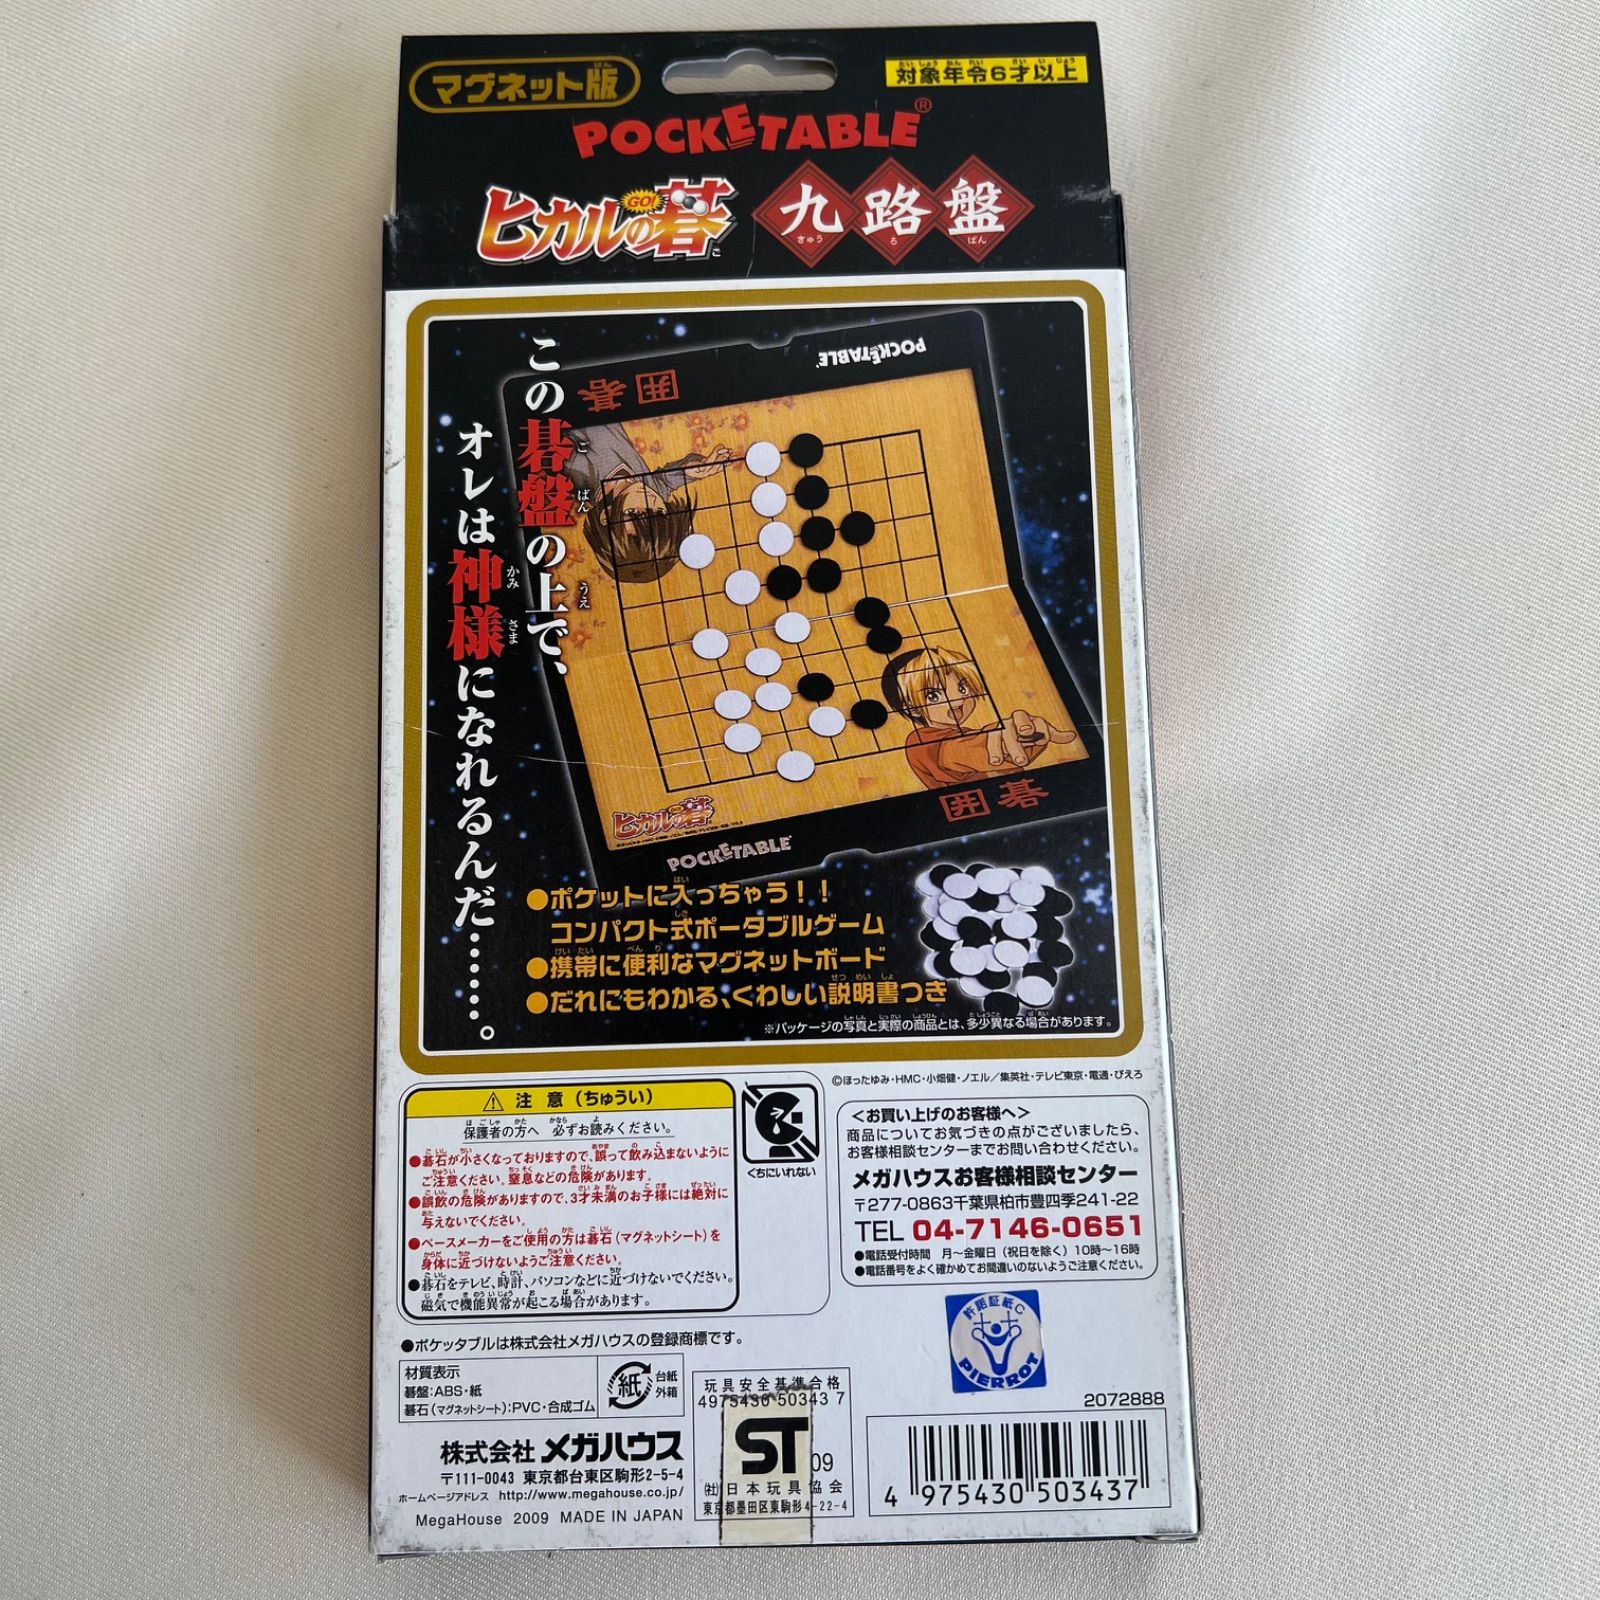 マグネット版
対象年令6才以上
POCKETABLE®
ヒカルの碁 GO!
九路盤
きゅう ろ ばん
この碁盤の上で、
オレは神様になれるんだ……。
囲碁
POCKETABLE
囲碁
ヒカルの碁
POCKETABLE
●ポケットに入っちゃう!!
コンパクト式ポータブルゲーム
●携帯に便利なマグネットボード
●だれにもわかる、くわしい説明書つき
※パッケージの写真と実際の商品とは、多少異なる場合があります。
©ほったゆみ・HMC・小畑健・ノエル/集英社・テレビ東京・電通・ぴえろ
⚠ 注意(ちゅうい)
保護者の方へ 必ずお読みください。
●碁石が小さくなっておりますので、誤って飲み込まないように
ご注意ください。窒息などの危険があります。
●誤飲の危険がありますので、3才未満のお子様には絶対に
与えないでください。
●ペースメーカーをご使用の方は碁石(マグネットシート)を
身体に近づけないようご注意ください。
●碁石をテレビ、時計、パソコンなどに近づけないでください。
磁気で機能異常が起こる場合があります。
くちにいれない
<お買い上げのお客様へ>
商品についてお気づきの点がございましたら、
お客様相談センターまでお問い合わせください。
メガハウスお客様相談センター
〒277-0863千葉県柏市豊四季241-22
TEL 04-7146-0651
●電話受付時間 月〜金曜日(祝日を除く)10時〜16時
●電話番号をよく確かめてお間違いのないようご注意ください。
●ポケッタブルは株式会社メガハウスの登録商標です。
材質表示
碁盤:ABS・紙
碁石(マグネットシート):PVC・合成ゴム
紙
台紙
外箱
許諾証紙C
PIERROT
2072888
株式会社 メガハウス
〒111-0043 東京都台東区駒形2-5-4
ホームページアドレス http://www.megahouse.co.jp/
MegaHouse 2009 MADE IN JAPAN
玩具安全基準合格
4975430 50343 7
ST
09
(社)日本玩具協会
東京都墨田区東駒形4-22-4
4 975430 503437